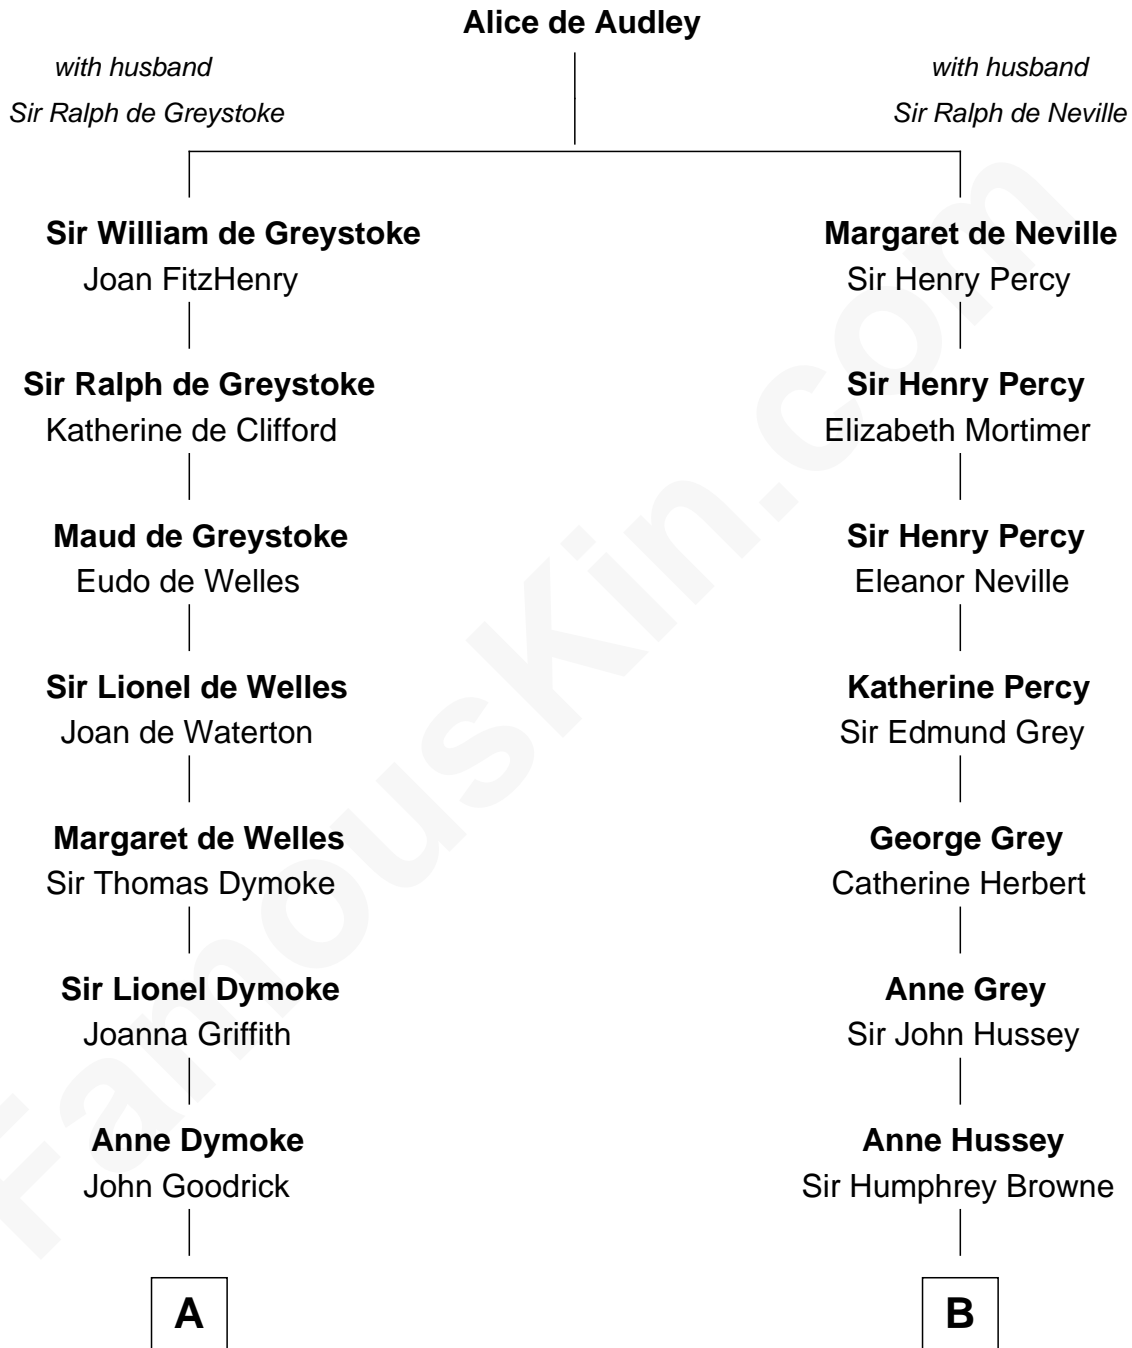 Alice de Audley
with husband
Sir Ralph de Greystoke
with husband
Sir Ralph de Neville
Sir William de Greystoke
Joan FitzHenry
Margaret de Neville
Sir Henry Percy
Sir Ralph de Greystoke
Katherine de Clifford
Sir Henry Percy
Elizabeth Mortimer
Maud de Greystoke
Eudo de Welles
Sir Henry Percy
Eleanor Neville
Sir Lionel de Welles
Joan de Waterton
Katherine Percy
Sir Edmund Grey
Margaret de Welles
Sir Thomas Dymoke
George Grey
Catherine Herbert
Sir Lionel Dymoke
Joanna Griffith
Anne Grey
Sir John Hussey
Anne Dymoke
John Goodrick
Anne Hussey
Sir Humphrey Browne
A
B
FamousKin.com